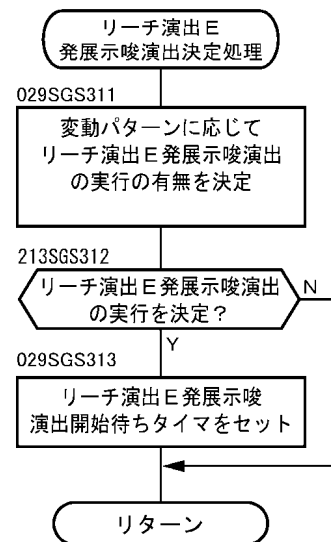 リーチ演出Ｅ
発展示唆演出決定処理
029SGS311
変動パターンに応じて
リーチ演出Ｅ発展示唆演出
の実行の有無を決定
213SGS312
リーチ演出Ｅ発展示唆演出
の実行を決定？
N
Y
029SGS313
リーチ演出Ｅ発展示唆
演出開始待ちタイマをセット
リターン